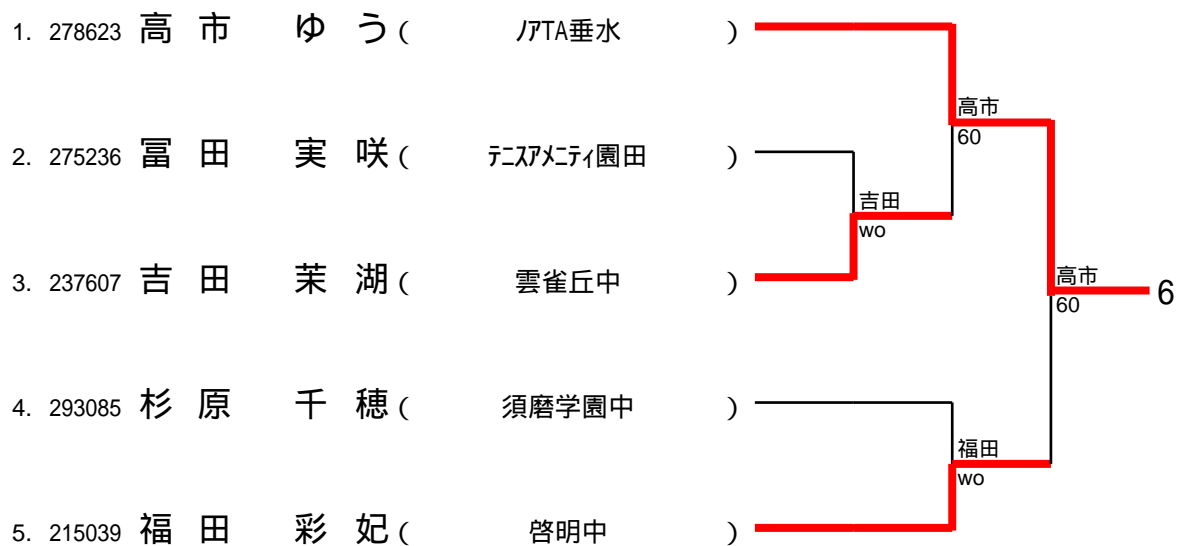 1. 278623 高 市 ゆ う ( ﾉｱTA垂水 )
高市
60
2. 275236 冨 田 実 咲 ( ﾃﾆｽｱﾒﾆﾃｨ園田 )
吉田
wo
3. 237607 吉 田 茉 湖 ( 雲雀丘中 )
高市
60
6
4. 293085 杉 原 千 穂 ( 須磨学園中 )
福田
wo
5. 215039 福 田 彩 妃 ( 啓明中 )